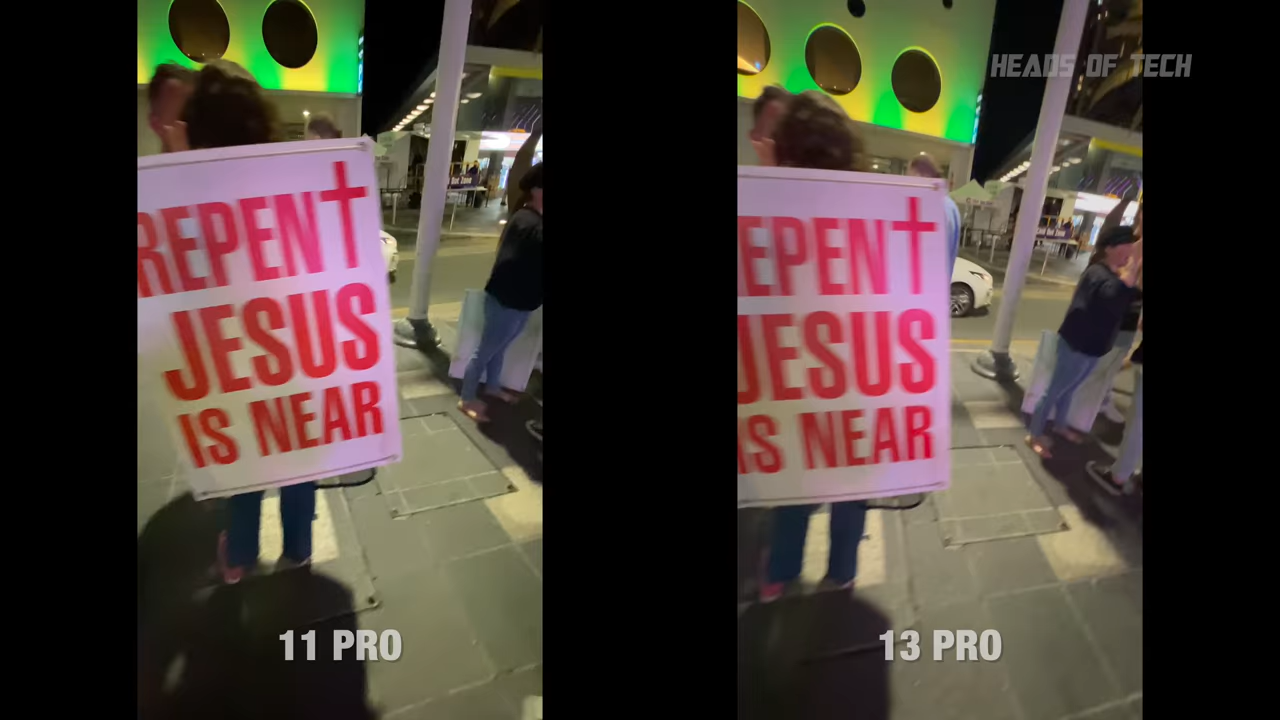 HEADS OF TECH
REPENT
JESUS
IS NEAR
EPENT
JESUS
IS NEAR
11 PRO
13 PRO